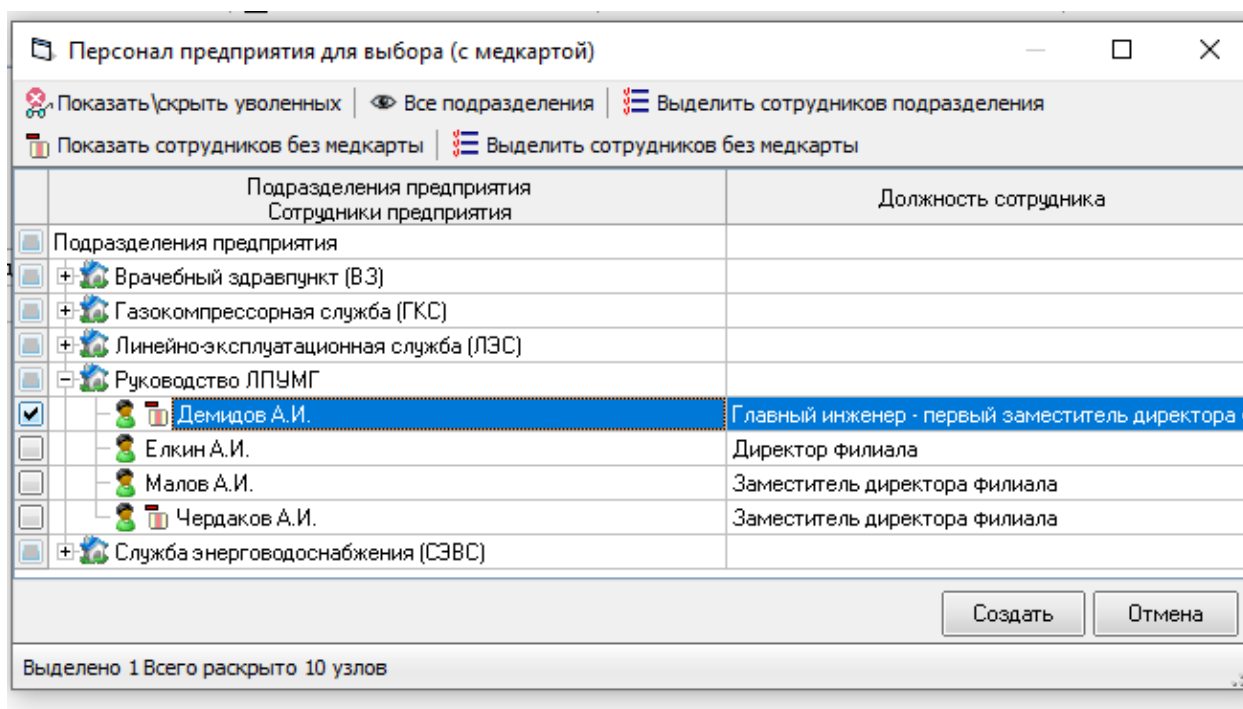 Персонал предприятия для выбора (с медкартой)
Показать\скрыть уволенных Все подразделения Выделить сотрудников подразделения
Показать сотрудников без медкарты Выделить сотрудников без медкарты
Подразделения предприятия
Сотрудники предприятия
Должность сотрудника
Подразделения предприятия
Врачебный здравпункт (ВЗ)
Газокомпрессорная служба (ГКС)
Линейно-эксплуатационная служба (ЛЭС)
Руководство ЛПУМГ
Демидов А.И. Главный инженер - первый заместитель директора
Елкин А.И. Директор филиала
Малов А.И. Заместитель директора филиала
Чердаков А.И. Заместитель директора филиала
Служба энерговодоснабжения (СЭВС)
Создать Отмена
Выделено 1 Всего раскрыто 10 узлов